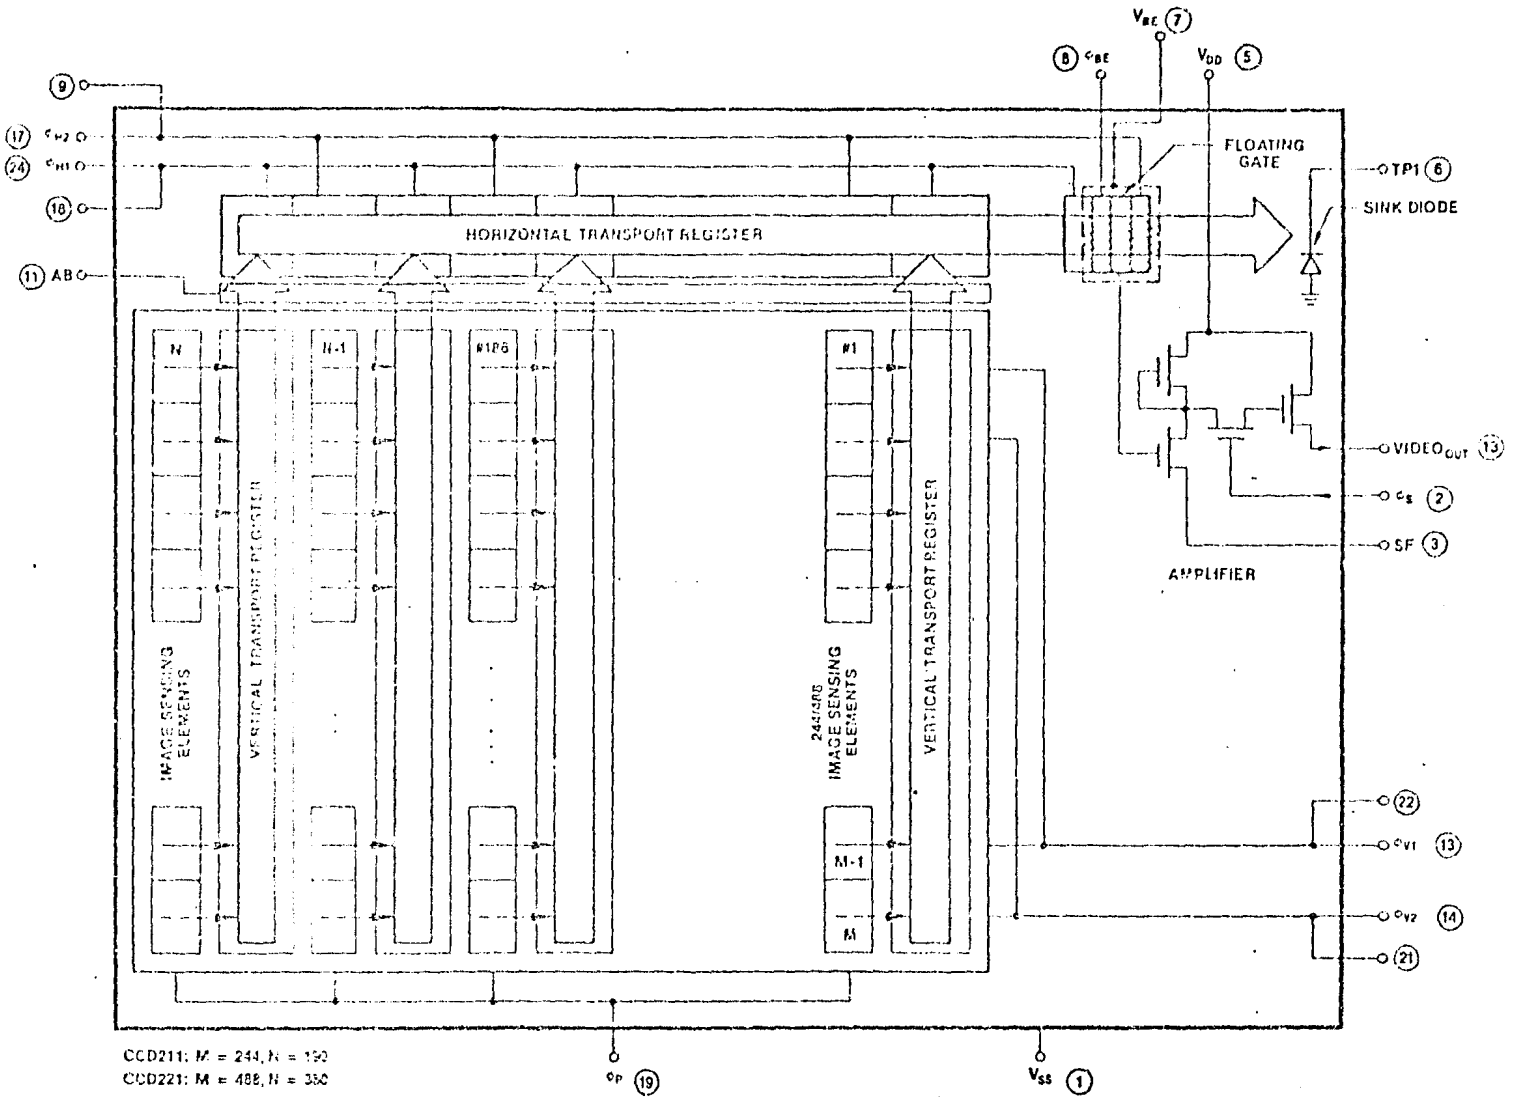 V_BE (7)
(8) φ_BE
V_DD (5)
(9)
(17) φ_H2
(24) φ_H1
(18)
FLOATING
GATE
TP1 (6)
SINK DIODE
HORIZONTAL TRANSPORT REGISTER
(11) AB
N
N-1
#186
#1
VIDEO_OUT
φ_S (2)
SF (3)
AMPLIFIER
IMAGE SENSING
ELEMENTS
VERTICAL TRANSPORT REGISTER
244/488
IMAGE SENSING
ELEMENTS
VERTICAL TRANSPORT REGISTER
(22)
M-1
φ_V1
M
φ_V2 (14)
(21)
CCD211: M = 244, N = 190
CCD221: M = 488, N = 380
φ_P (19)
V_SS (1)